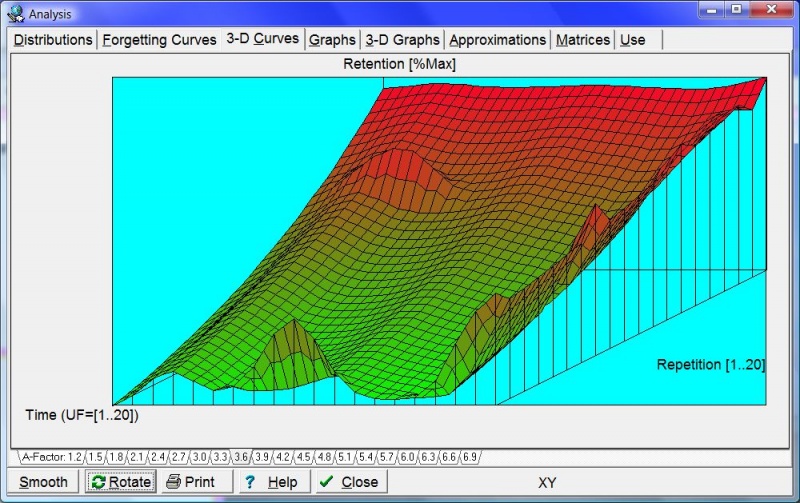 Analysis
Distributions Forgetting Curves 3-D Curves Graphs 3-D Graphs Approximations Matrices Use
Retention [%Max]
Repetition [1..20]
Time (UF=[1..20])
A-Factor: 1.2 1.5 1.8 2.1 2.4 2.7 3.0 3.3 3.6 3.9 4.2 4.5 4.8 5.1 5.4 5.7 6.0 6.3 6.6 6.9
Smooth Rotate Print ? Help Close XY